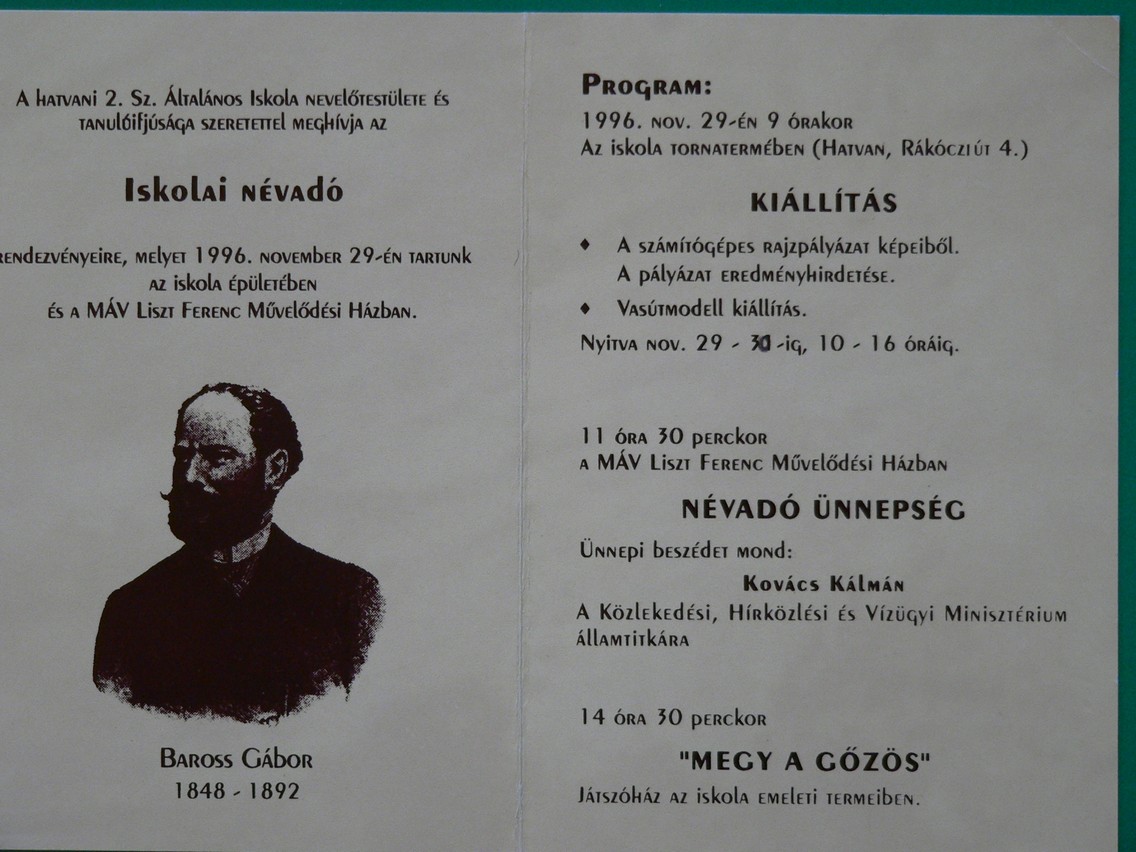 A hatvani 2. Sz. Általános Iskola nevelőtestülete és
tanulóifjúsága szeretettel meghívja az
Iskolai névadó
rendezvényeire, melyet 1996. november 29-én tartunk
az iskola épületében
és a MÁV Liszt Ferenc Művelődési Házban.
Baross Gábor
1848 - 1892
Program:
1996. nov. 29-én 9 órakor
Az iskola tornatermében (Hatvan, Rákóczi út 4.)
KIÁLLÍTÁS
♦ A számítógépes rajzpályázat képeiből.
A pályázat eredményhirdetése.
♦ Vasútmodell kiállítás.
Nyitva nov. 29 - 30-ig, 10 - 16 óráig.
11 óra 30 perckor
a MÁV Liszt Ferenc Művelődési Házban
NÉVADÓ ÜNNEPSÉG
Ünnepi beszédet mond:
Kovács Kálmán
A Közlekedési, Hírközlési és Vízügyi Minisztérium
államtitkára
14 óra 30 perckor
"MEGY A GŐZÖS"
Játszóház az iskola emeleti termeiben.